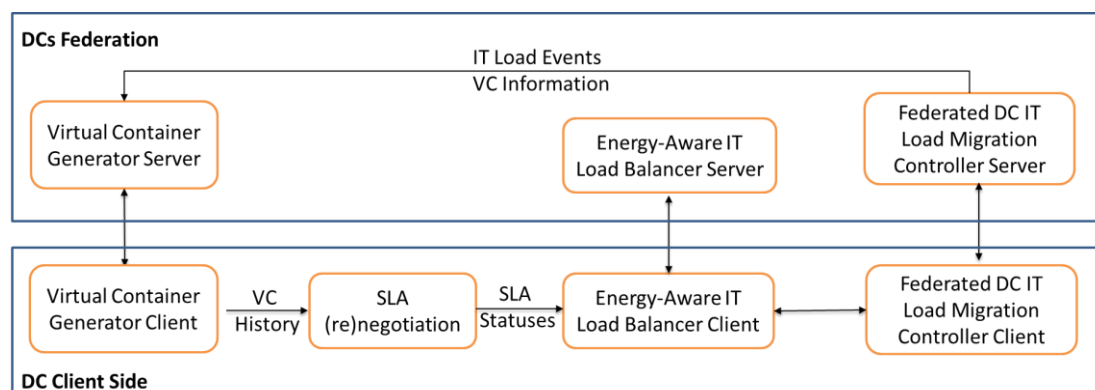 DCs Federation
IT Load Events
VC Information
Virtual Container
Generator Server
Energy-Aware IT
Load Balancer Server
Federated DC IT
Load Migration
Controller Server
Virtual Container
Generator Client
VC
History
SLA
(re)negotiation
SLA
Statuses
Energy-Aware IT
Load Balancer Client
Federated DC IT
Load Migration
Controller Client
DC Client Side